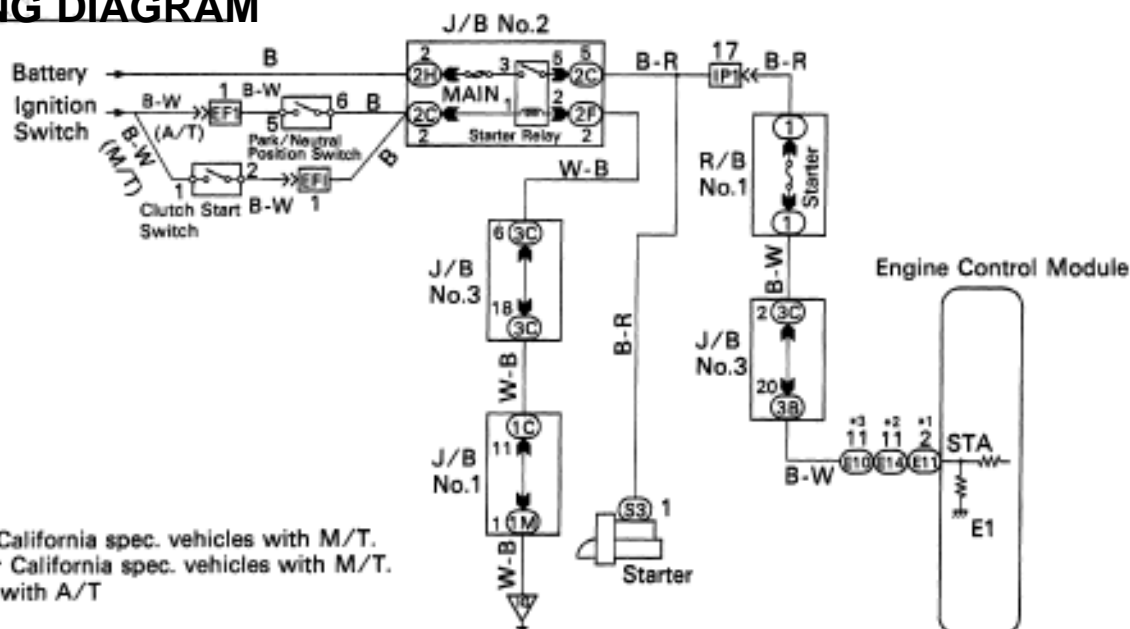 NG DIAGRAM
J/B No.2
Battery
B
2
2H
MAIN
3
5
5
2C
B-R
17
IP1
B-R
Ignition
Switch
B-W
(A/T)
1
EF1
B-W
5
6
Park/Neutral
Position Switch
B
2C
2
1
2
2F
2
Starter Relay
B-W
(M/T)
1
2
Clutch Start
Switch
B-W
EF1
1
B
W-B
R/B
No.1
1
Starter
1
6
3C
J/B
No.3
18
3C
B-R
B-W
Engine Control Module
2
3C
J/B
No.3
20
3B
W-B
1C
11
J/B
No.1
1
1M
W-B
*3
11
E10
*2
11
E14
*1
2
E11
STA
B-W
E1
S3
1
Starter
California spec. vehicles with M/T.
California spec. vehicles with M/T.
with A/T